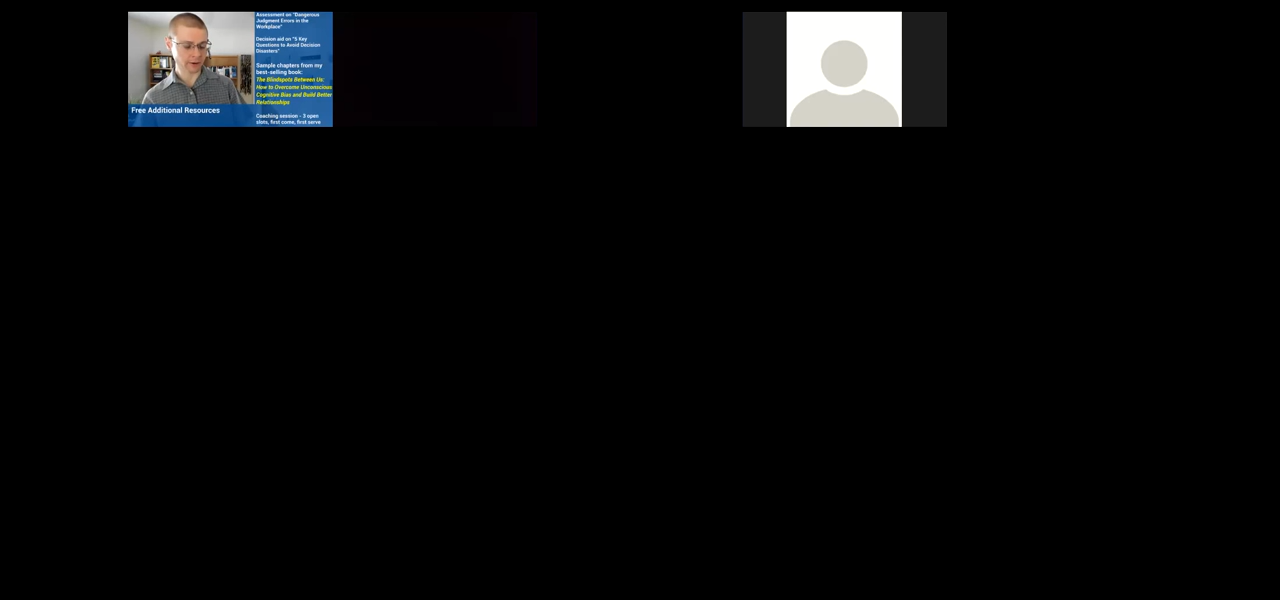 Assessment on "Dangerous
Judgment Errors in the
Workplace"
Decision aid on "5 Key
Questions to Avoid Decision
Disasters"
Sample chapters from my
best-selling book:
The Blindspots Between Us:
How to Overcome Unconscious
Cognitive Bias and Build Better
Relationships
Coaching session - 3 open
slots, first come, first serve
Free Additional Resources